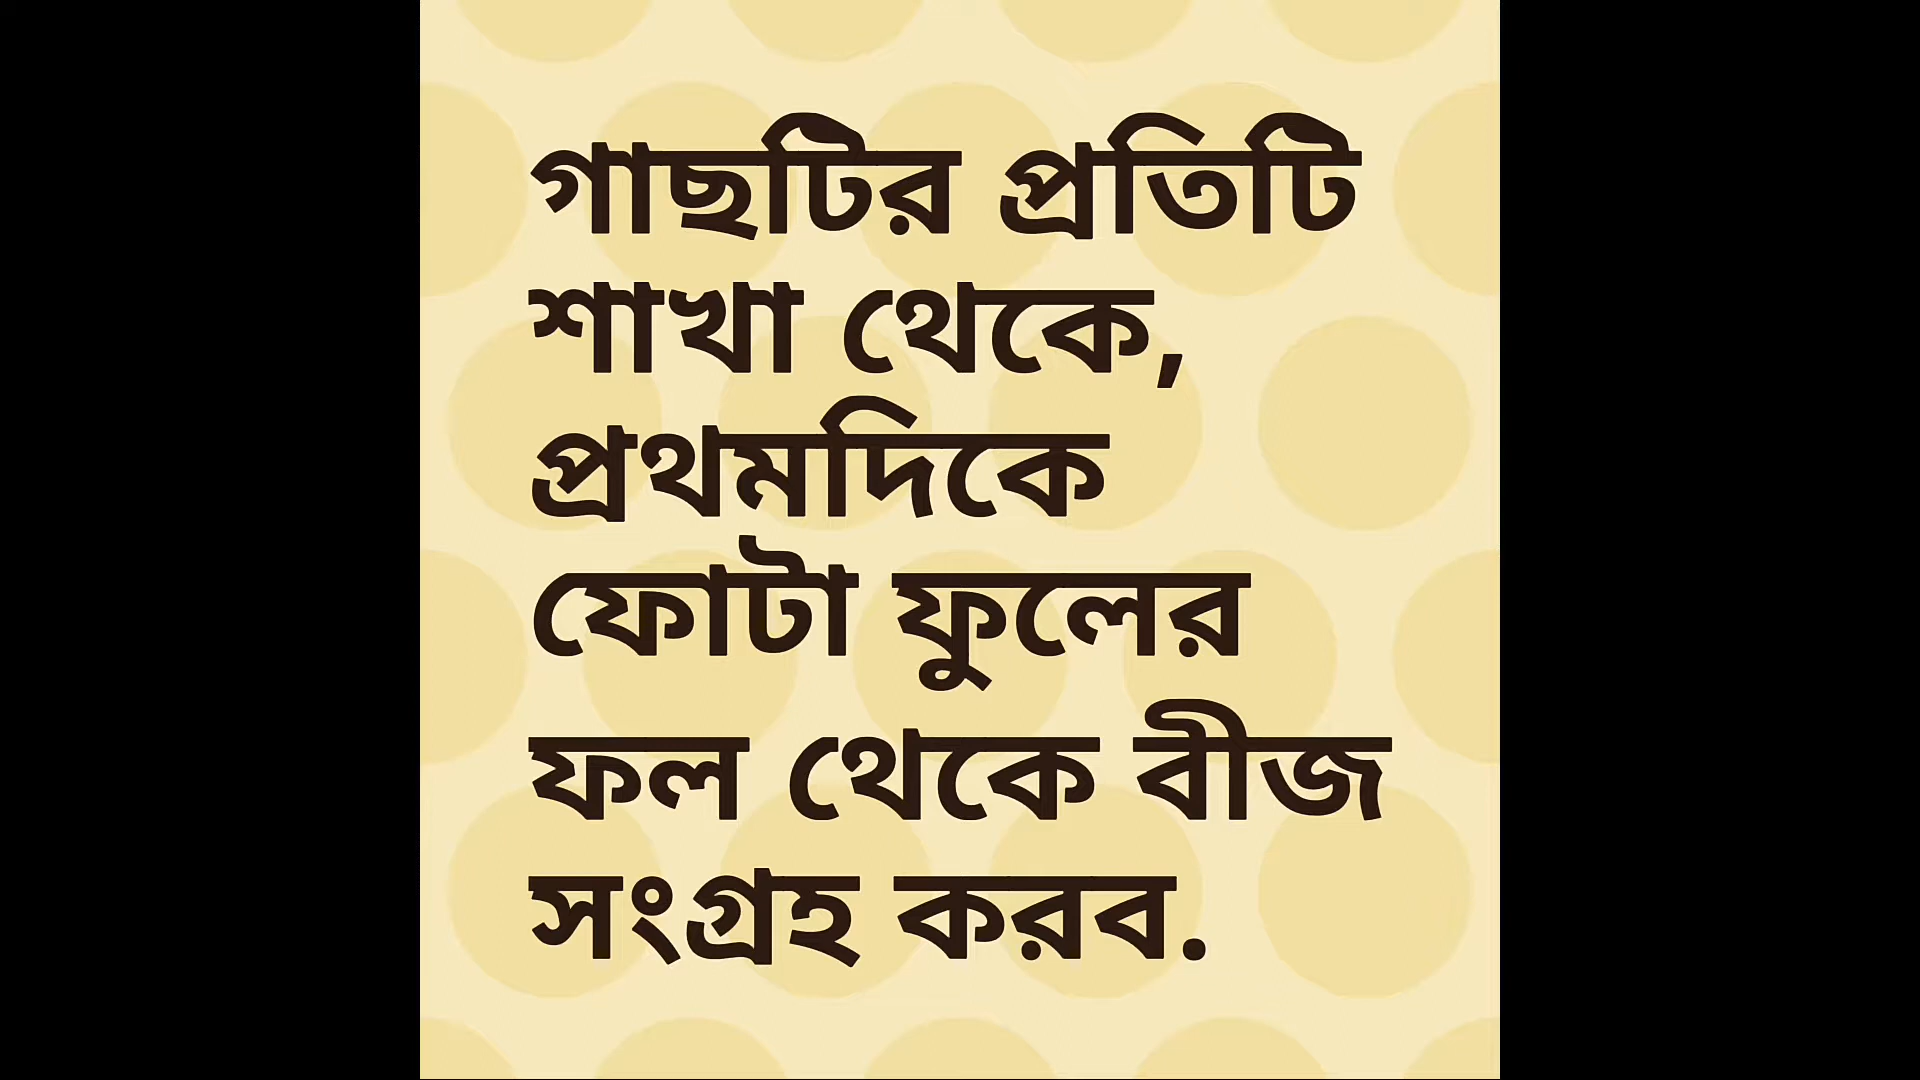 গাছটির প্রতিটি
শাখা থেকে,
প্রথমদিকে
ফোটা ফুলের
ফল থেকে বীজ
সংগ্রহ করব.